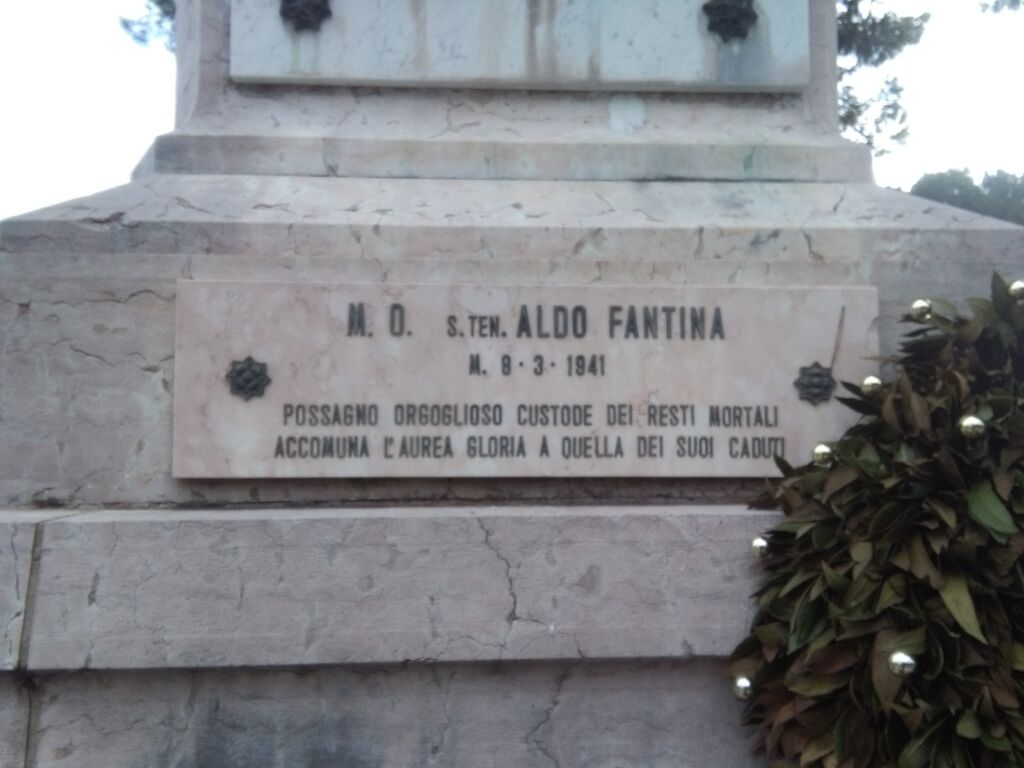 M. O. S.TEN. ALDO FANTINA
M. 8·3·1941
POSSAGNO ORGOGLIOSO CUSTODE DEI RESTI MORTALI
ACCOMUNA L'AUREA GLORIA A QUELLA DEI SUOI CADUTI